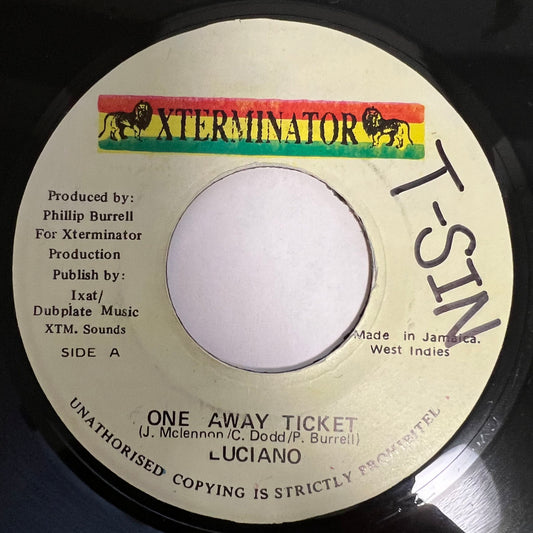 XTERMINATOR
T-SIN
Produced by:
Phillip Burrell
For Xterminator
Production
Publish by:
Ixat/
Dubplate Music
XTM. Sounds
SIDE A
Made in Jamaica.
West Indies
ONE AWAY TICKET
(J. Mclennon/C. Dodd/P. Burrell)
LUCIANO
UNATHORISED COPYING IS STRICTLY PROHIBITEL